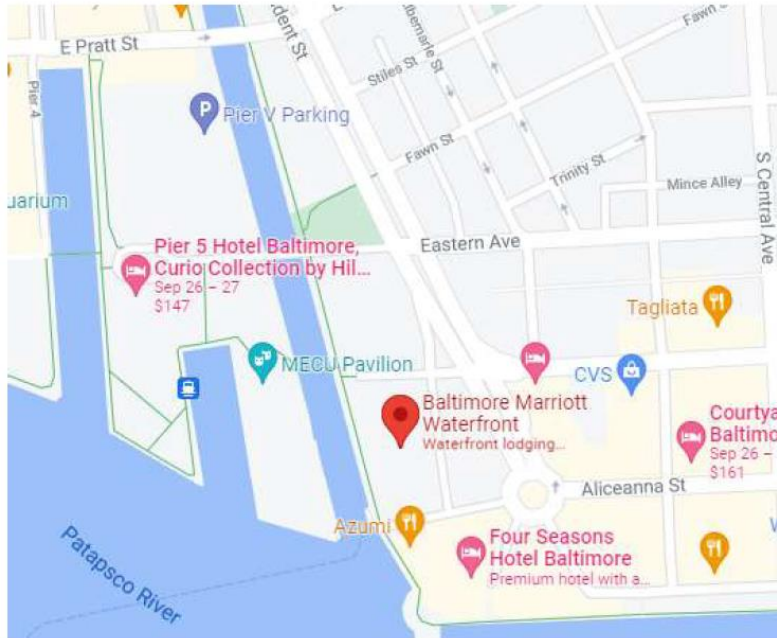 E Pratt St
dent St
lbemarle St
Stiles St
Pier 4
P
Pier V Parking
Fawn St
Fawn St
Trinity St
Mince Alley
S Central Ave
uarium
Pier 5 Hotel Baltimore,
Curio Collection by Hil...
Sep 26 – 27
$147
Eastern Ave
Tagliata
MECU Pavilion
CVS
Baltimore Marriott
Waterfront
Waterfront lodging...
Courtya
Baltimo
Sep 26 –
$161
Aliceanna St
Azumi
Four Seasons
Hotel Baltimore
Premium hotel with a...
Patapsco River